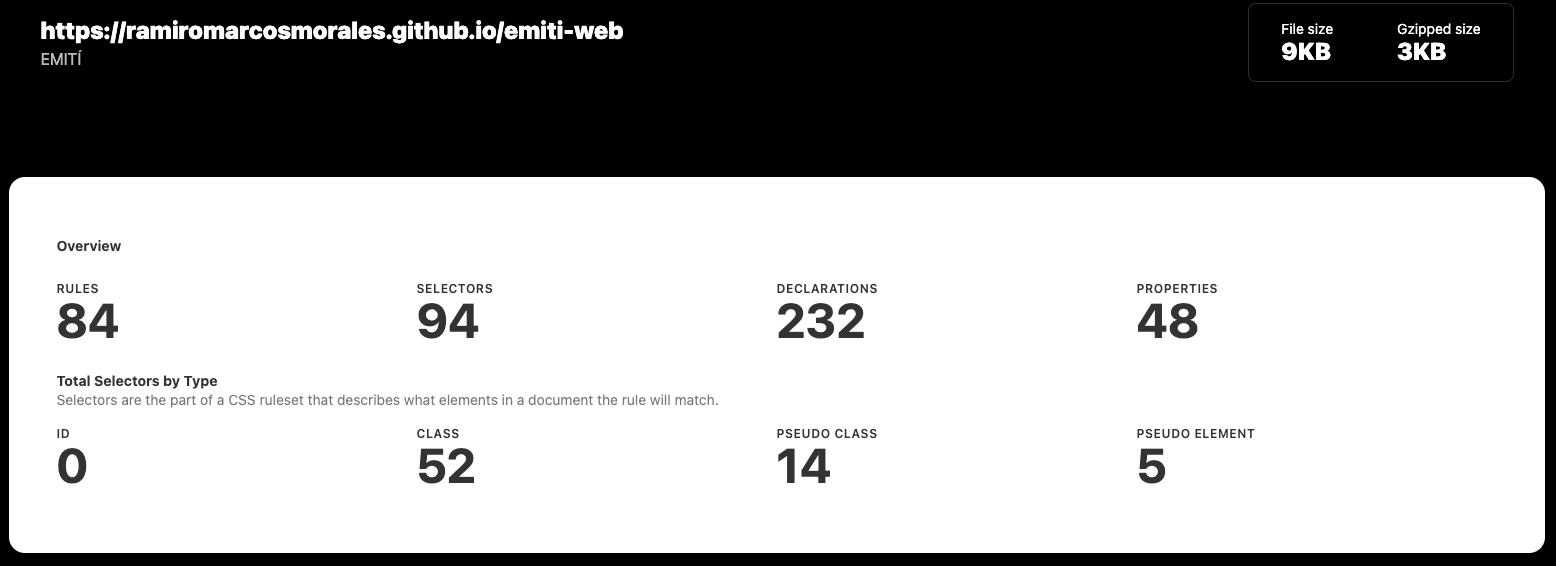 https://ramiromarcosmorales.github.io/emiti-web
EMITÍ
File size
9KB
Gzipped size
3KB
Overview
RULES
84
SELECTORS
94
DECLARATIONS
232
PROPERTIES
48
Total Selectors by Type
Selectors are the part of a CSS ruleset that describes what elements in a document the rule will match.
ID
0
CLASS
52
PSEUDO CLASS
14
PSEUDO ELEMENT
5